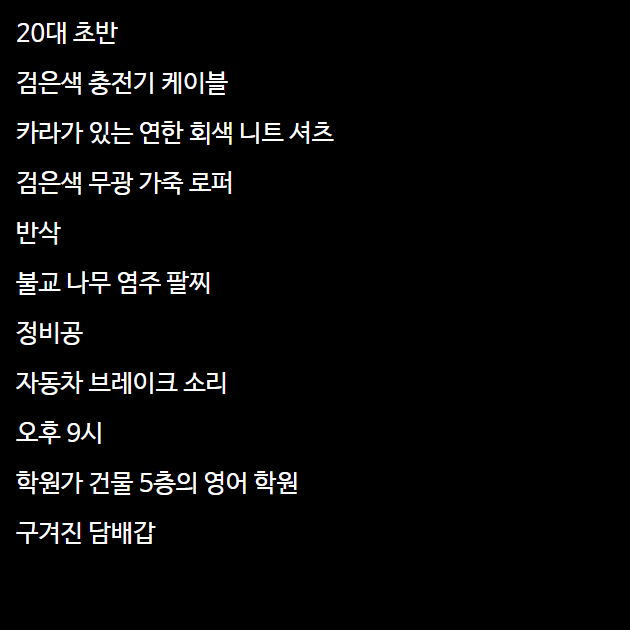 20대 초반
검은색 충전기 케이블
카라가 있는 연한 회색 니트 셔츠
검은색 무광 가죽 로퍼
반삭
불교 나무 염주 팔찌
정비공
자동차 브레이크 소리
오후 9시
학원가 건물 5층의 영어 학원
구겨진 담배갑